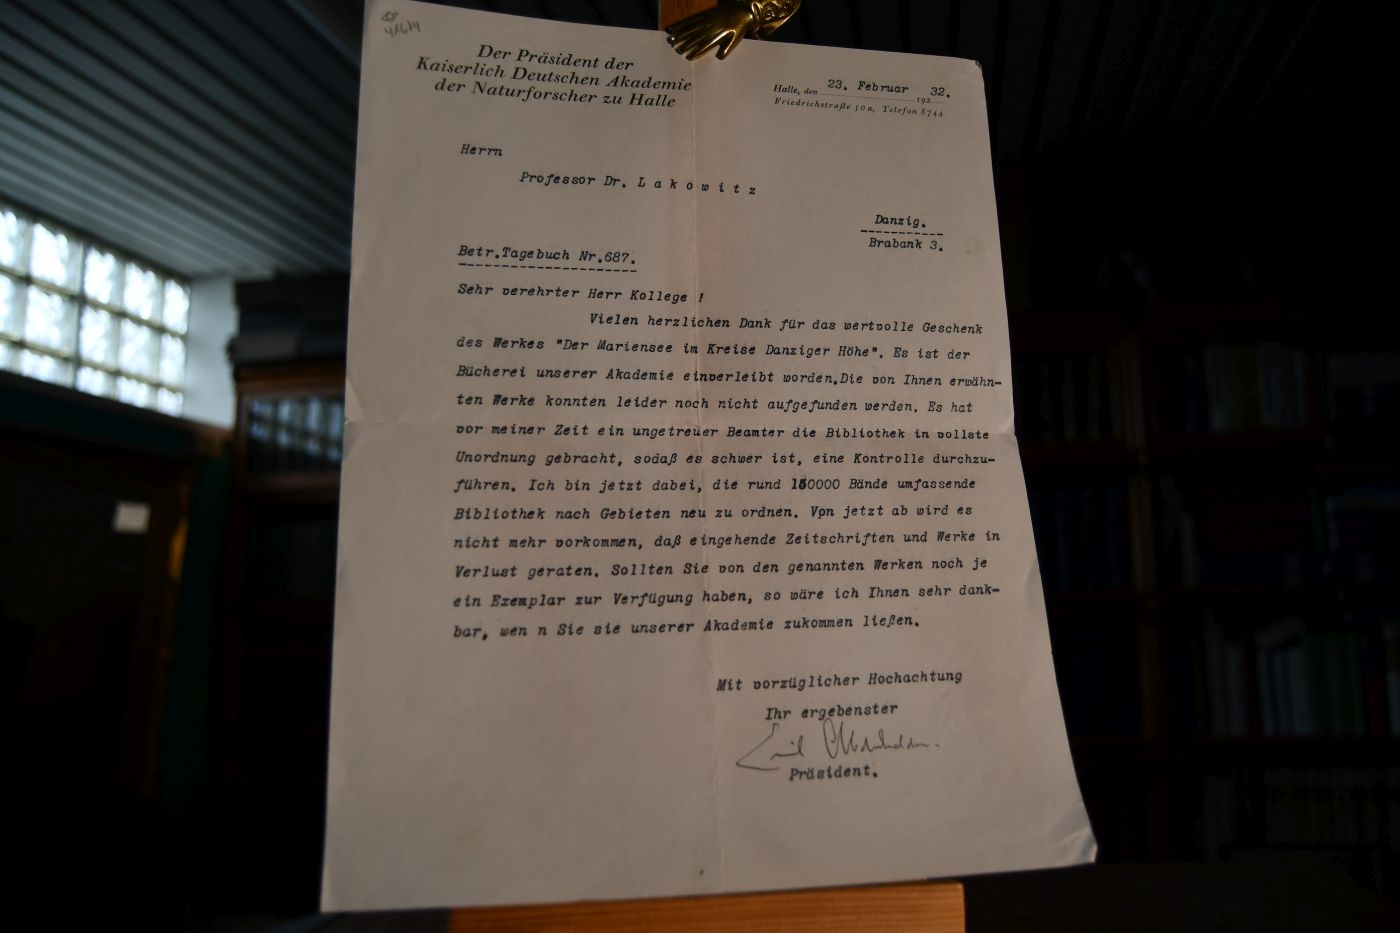 41674
Der Präsident der
Kaiserlich Deutschen Akademie
der Naturforscher zu Halle
Halle, den 23. Februar 192 32.
Friedrichstraße 50a, Telefon 8744
Herrn
Professor Dr. Lakowitz
Danzig.
Brabank 3.
Betr.Tagebuch Nr.687.
Sehr verehrter Herr Kollege !
Vielen herzlichen Dank für das wertvolle Geschenk
des Werkes "Der Mariensee im Kreise Danziger Höhe". Es ist der
Bücherei unserer Akademie einverleibt worden.Die von Ihnen erwähn-
ten Werke konnten leider noch nicht aufgefunden werden. Es hat
vor meiner Zeit ein ungetreuer Beamter die Bibliothek in vollste
Unordnung gebracht, sodaß es schwer ist, eine Kontrolle durchzu-
führen. Ich bin jetzt dabei, die rund 150000 Bände umfassende
Bibliothek nach Gebieten neu zu ordnen. Von jetzt ab wird es
nicht mehr vorkommen, daß eingehende Zeitschriften und Werke in
Verlust geraten. Sollten Sie von den genannten Werken noch je
ein Exemplar zur Verfügung haben, so wäre ich Ihnen sehr dank-
bar, wen n Sie sie unserer Akademie zukommen ließen.
Mit vorzüglicher Hochachtung
Ihr ergebenster
Emil Abderhalden.
Präsident.